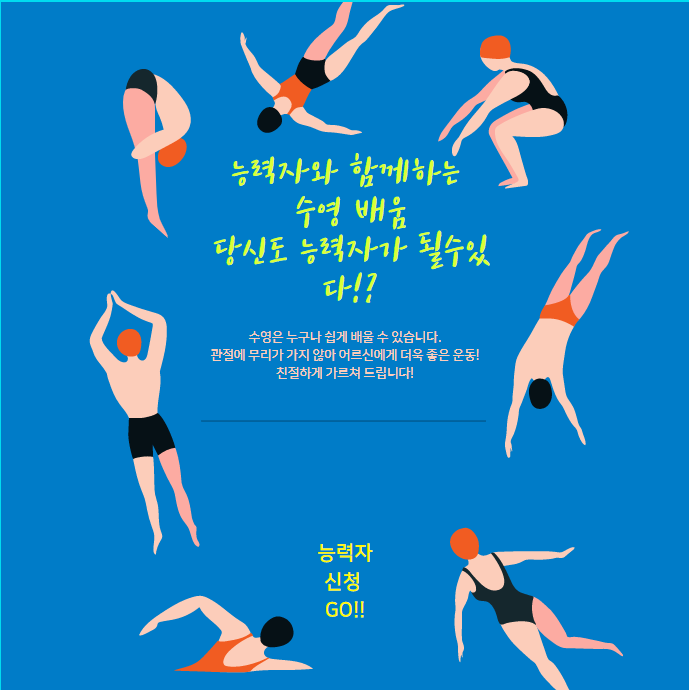 능력자와 함께하는
수영 배움
당신도 능력자가 될수있
다!?
수영은 누구나 쉽게 배울 수 있습니다.
관절에 무리가 가지 않아 어르신에게 더욱 좋은 운동!
친절하게 가르쳐 드립니다!
능력자
신청
GO!!